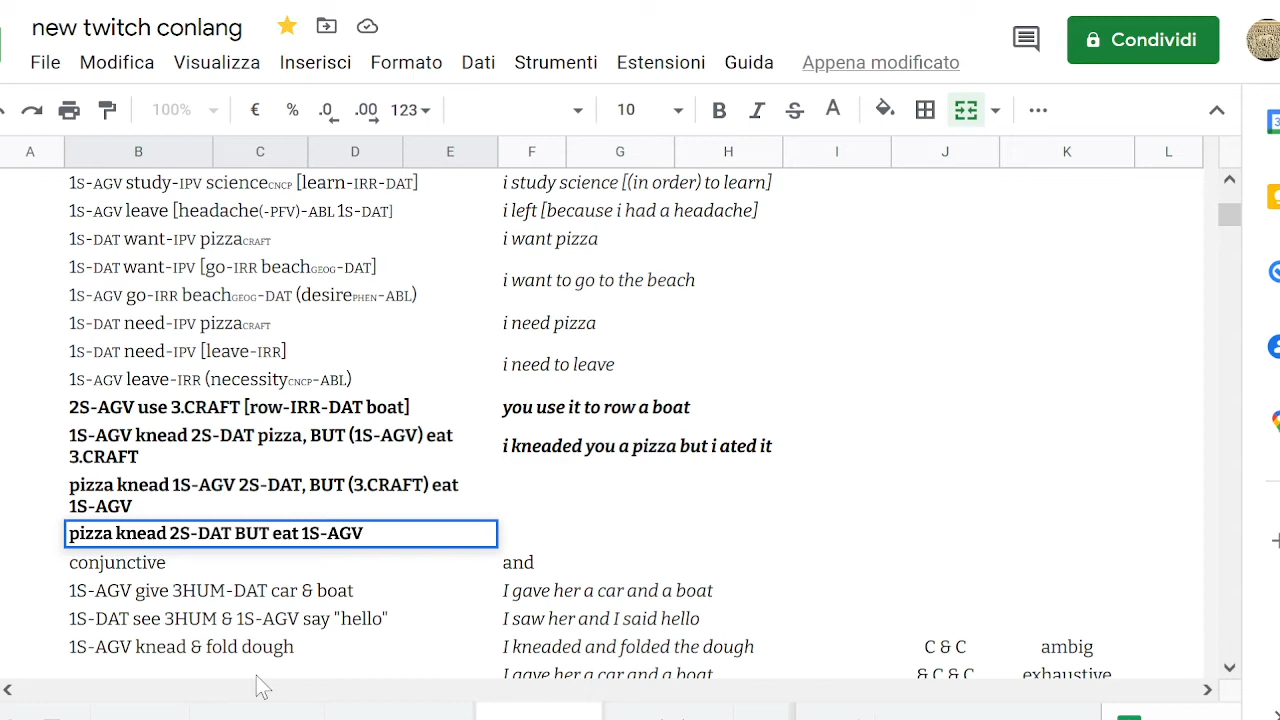 new twitch conlang
Condividi
File Modifica Visualizza Inserisci Formato Dati Strumenti Estensioni Guida Appena modificato
100% € % .0 .00 123 10 B I S A
A B C D E F G H I J K L
1S-AGV study-IPV scienceCNCP [learn-IRR-DAT] i study science [(in order) to learn]
1S-AGV leave [headache(-PFV)-ABL 1S-DAT] i left [because i had a headache]
1S-DAT want-IPV pizzaCRAFT i want pizza
1S-DAT want-IPV [go-IRR beachGEOG-DAT]
i want to go to the beach
1S-AGV go-IRR beachGEOG-DAT (desirePHEN-ABL)
1S-DAT need-IPV pizzaCRAFT i need pizza
1S-DAT need-IPV [leave-IRR]
i need to leave
1S-AGV leave-IRR (necessityCNCP-ABL)
2S-AGV use 3.CRAFT [row-IRR-DAT boat] you use it to row a boat
1S-AGV knead 2S-DAT pizza, BUT (1S-AGV) eat
3.CRAFT
i kneaded you a pizza but i ated it
pizza knead 1S-AGV 2S-DAT, BUT (3.CRAFT) eat
1S-AGV
pizza knead 2S-DAT BUT eat 1S-AGV
conjunctive and
1S-AGV give 3HUM-DAT car & boat I gave her a car and a boat
1S-DAT see 3HUM & 1S-AGV say "hello" I saw her and I said hello
1S-AGV knead & fold dough I kneaded and folded the dough C & C ambig
I gave her a car and a boat & C & C exhaustive